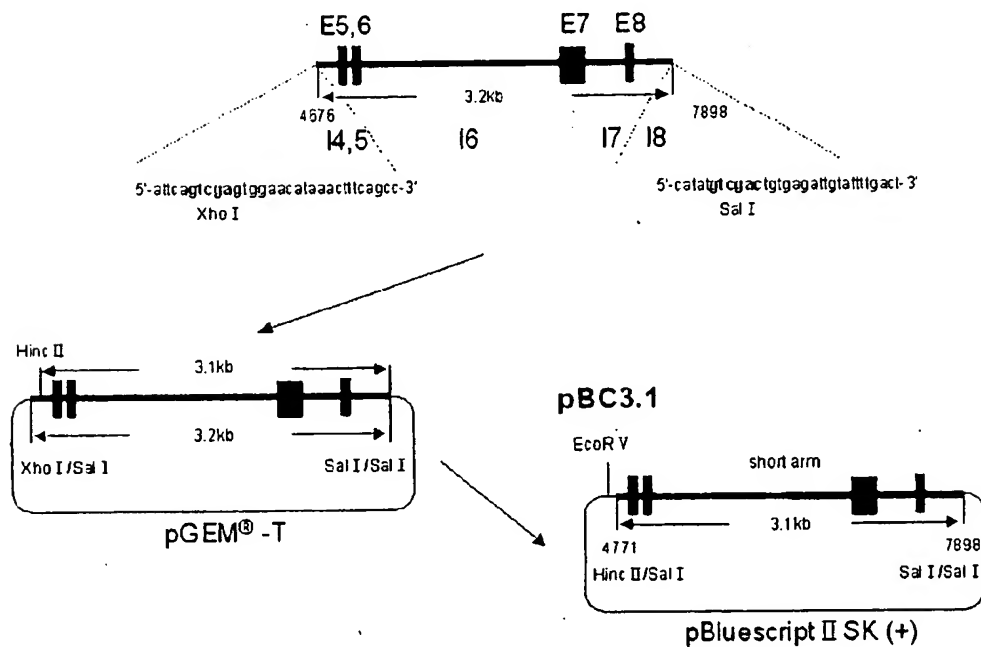 E5,6 E7 E8
3.2kb
4676 7898
I4,5 I6 I7 I8
5'-attcagtcgagtggaacataaactttcagcc-3' 5'-catatgtcgactgtgagattgtattttgact-3'
Xho I Sal I
Hinc II
3.1kb
pBC3.1
3.2kb
EcoR V
short arm
Xho I/Sal I Sal I/Sal I
pGEM® -T
3.1kb
4771 7898
Hinc II/Sal I Sal I/Sal I
pBluescript II SK (+)